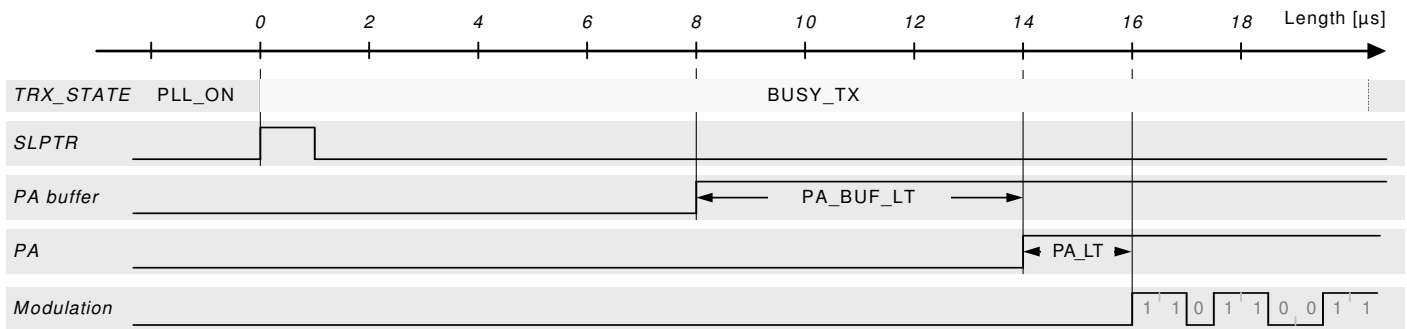 0 2 4 6 8 10 12 14 16 18 Length [µs]
TRX_STATE PLL_ON BUSY_TX
SLPTR
PA buffer PA_BUF_LT
PA PA_LT
Modulation 1 1 0 1 1 0 0 1 1